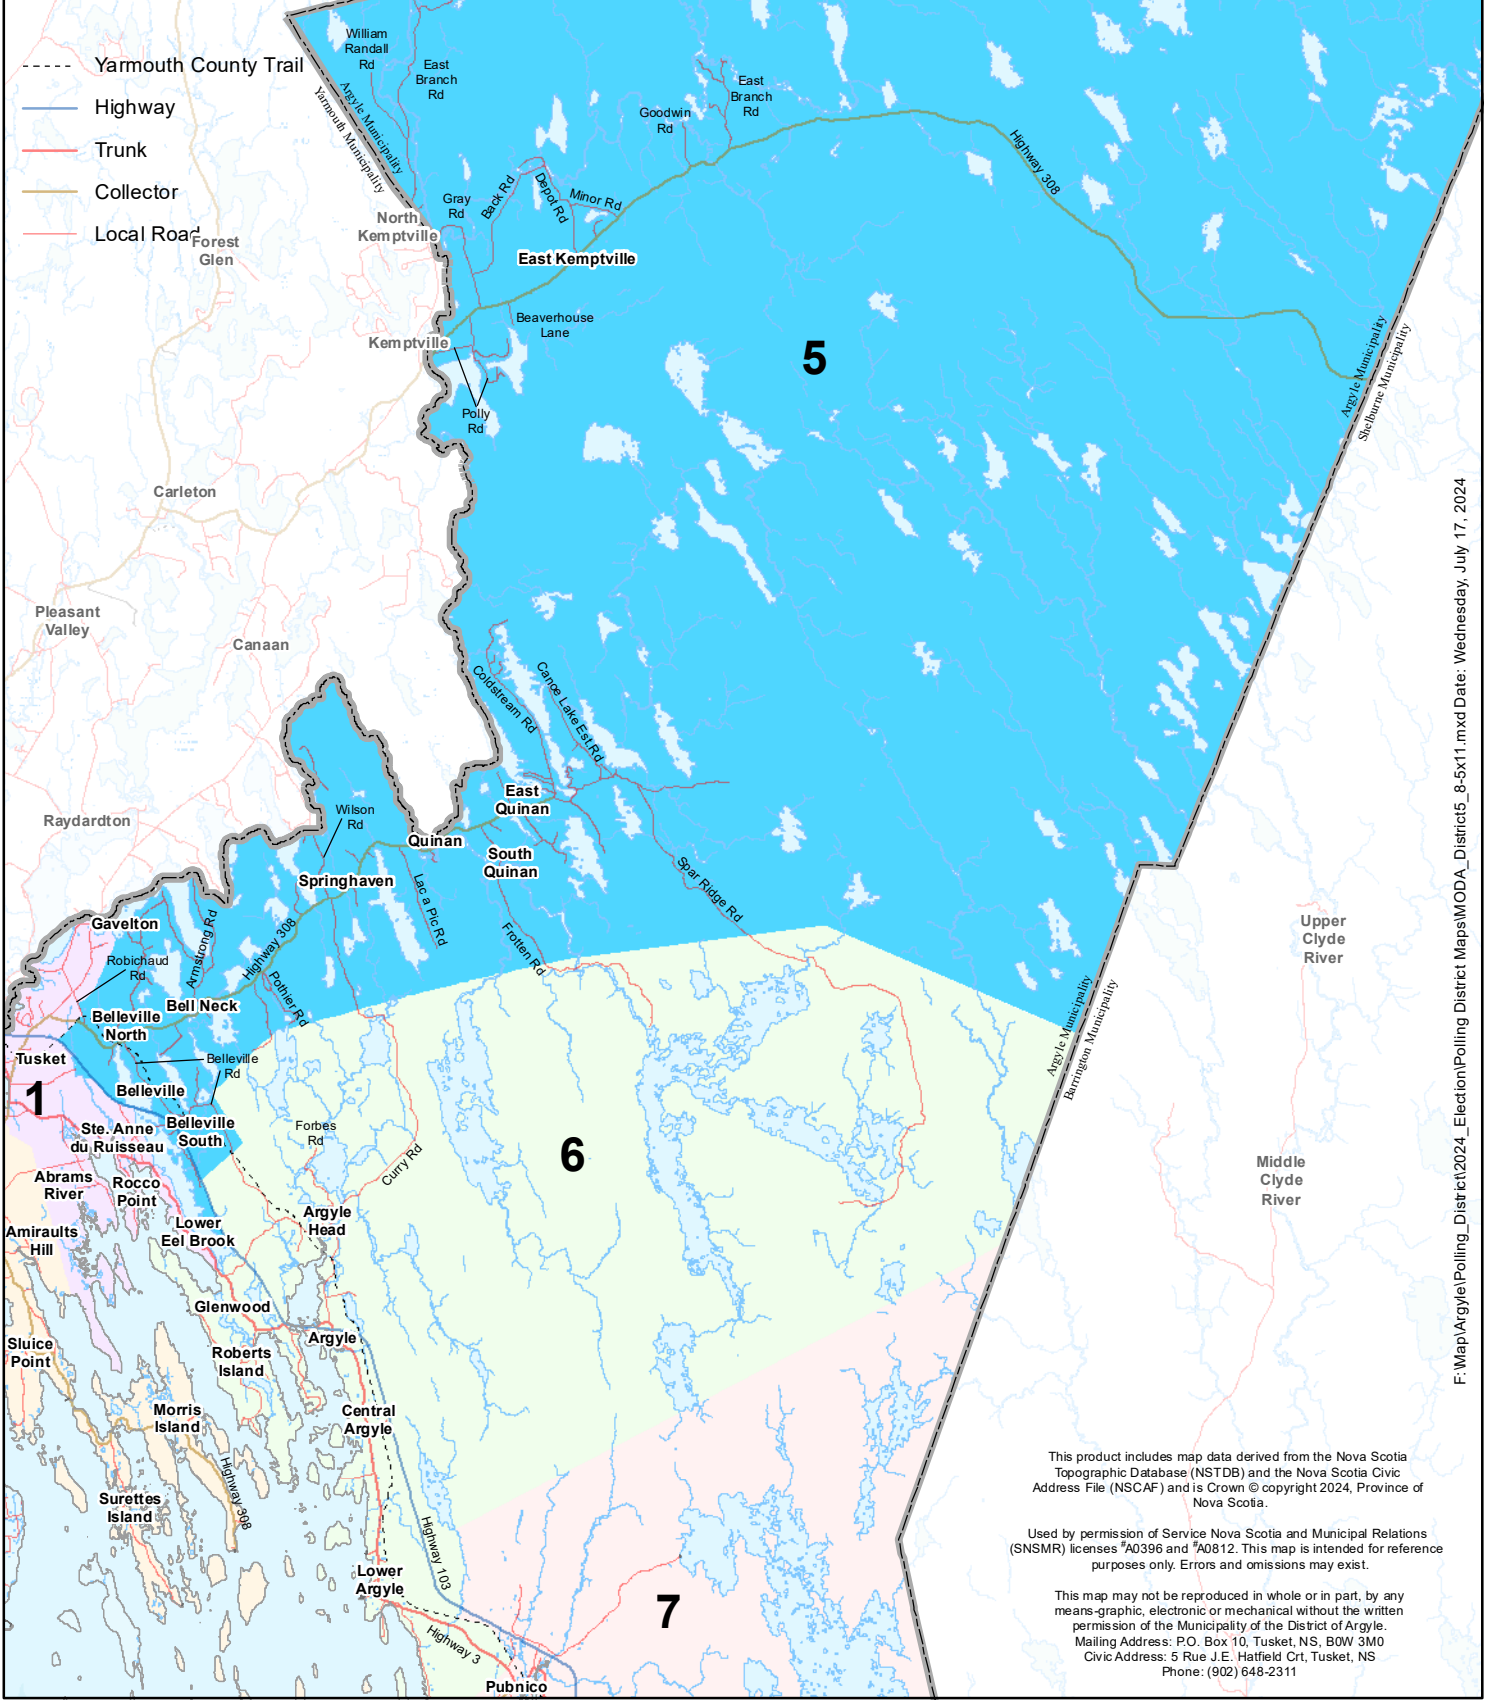 Yarmouth County Trail
Highway
Trunk
Collector
Local Road
William
Randall
Rd
East
Branch
Rd
Argyle Municipality
Yarmouth Municipality
Goodwin
Rd
East
Branch
Rd
Highway 308
Forest
Glen
North
Kemptville
Gray
Rd
Back Rd
Depot Rd
Minor Rd
East Kemptville
Kemptville
Beaverhouse
Lane
Polly
Rd
5
Argyle Municipality
Shelburne Municipality
Carleton
Pleasant
Valley
Canaan
Raydardton
Coldstream Rd
Canoe Lake Est Rd
Wilson
Rd
East
Quinan
Quinan
South
Quinan
Springhaven
Lac a Pic Rd
Spar Ridge Rd
Frotten Rd
Gavelton
Armstrong Rd
Highway 308
Robichaud
Rd
Pothier Rd
Bell Neck
Belleville
North
Tusket
1
Belleville
Rd
Belleville
Belleville
South
Ste. Anne
du Ruisseau
Forbes
Rd
Curry Rd
6
Abrams
River
Rocco
Point
Amiraults
Hill
Lower
Eel Brook
Argyle
Head
Glenwood
Argyle
Sluice
Point
Roberts
Island
Morris
Island
Central
Argyle
Highway 308
Surettes
Island
Highway 103
Lower
Argyle
Highway 3
Pubnico
7
Argyle Municipality
Barrington Municipality
Upper
Clyde
River
Middle
Clyde
River
F:\Map\Argyle\Polling_District\2024_Election\Polling District Maps\MODA_District5_8-5x11.mxd Date: Wednesday, July 17, 2024
This product includes map data derived from the Nova Scotia
Topographic Database (NSTDB) and the Nova Scotia Civic
Address File (NSCAF) and is Crown © copyright 2024, Province of
Nova Scotia.
Used by permission of Service Nova Scotia and Municipal Relations
(SNSMR) licenses #A0396 and #A0812. This map is intended for reference
purposes only. Errors and omissions may exist.
This map may not be reproduced in whole or in part, by any
means-graphic, electronic or mechanical without the written
permission of the Municipality of the District of Argyle.
Mailing Address: P.O. Box 10, Tusket, NS, B0W 3M0
Civic Address: 5 Rue J.E. Hatfield Crt, Tusket, NS
Phone: (902) 648-2311